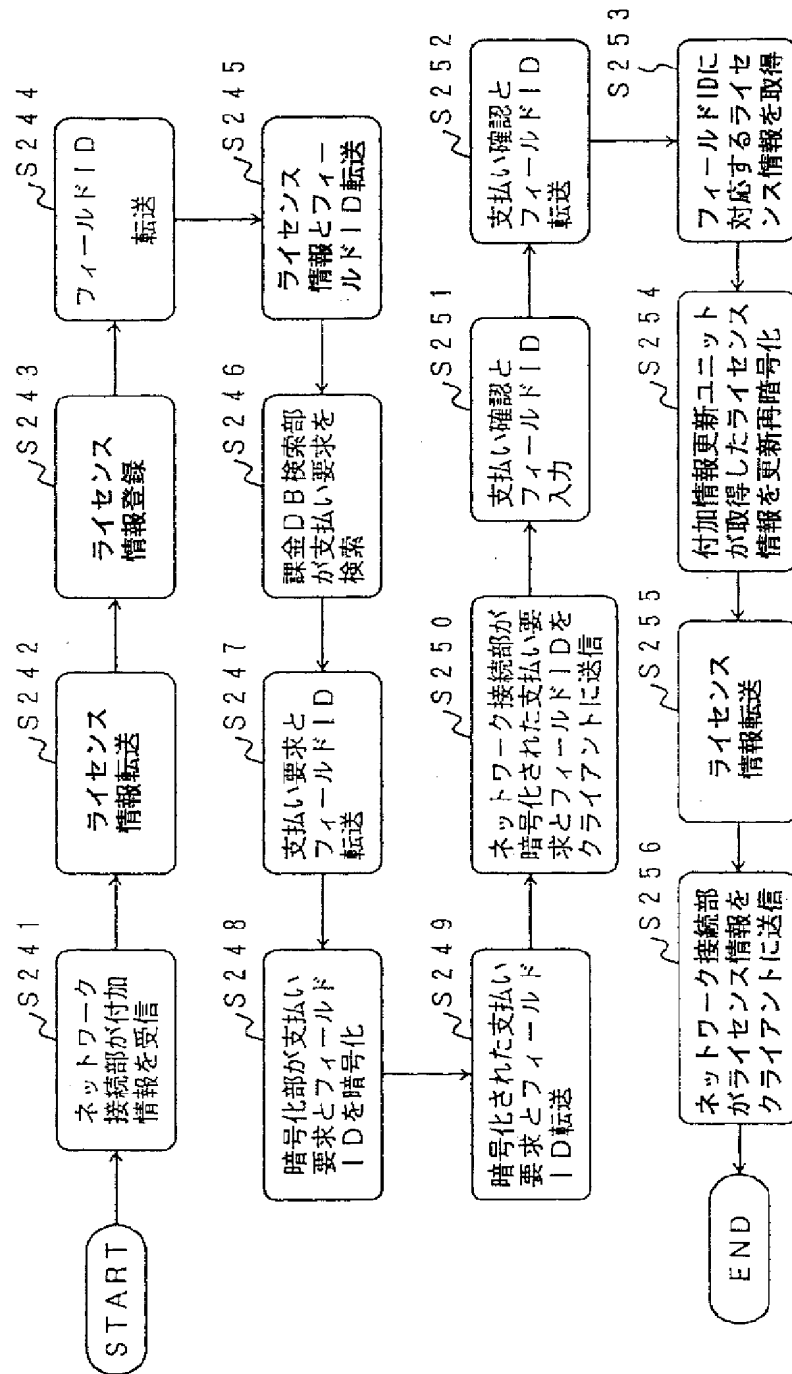 START
S241
ネットワーク
接続部が付加
情報を受信
S242
ライセンス
情報転送
S243
ライセンス
情報登録
S244
フィールドID
転送
S245
ライセンス
情報とフィー
ルドID転送
S246
課金DB検索部
が支払い要求を
検索
S247
支払い要求と
フィールドID
転送
S248
暗号化部が支払い
要求とフィールド
IDを暗号化
S249
暗号化された支払い
要求とフィールド
ID転送
S250
ネットワーク接続部が
暗号化された支払い要
求とフィールドIDを
クライアントに送信
S251
支払い確認と
フィールドID
入力
S252
支払い確認と
フィールドID
転送
S253
フィールドIDに
対応するライセ
ンス情報を取得
S254
付加情報更新ユニット
が取得したライセンス
情報を更新再暗号化
S255
ライセンス
情報転送
S256
ネットワーク接続部
がライセンス情報を
クライアントに送信
END